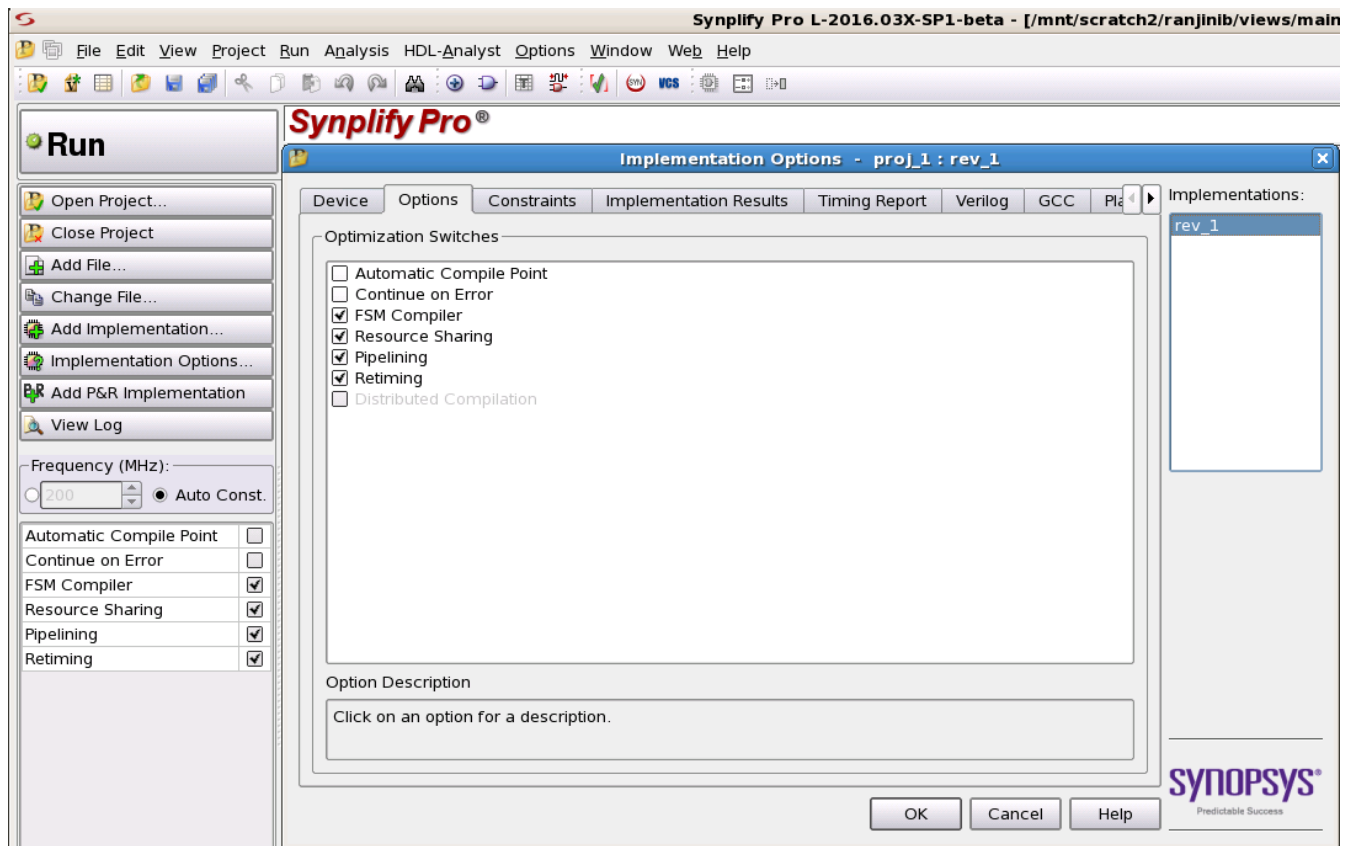 Synplify Pro L-2016.03X-SP1-beta - [/mnt/scratch2/ranjinib/views/main
File Edit View Project Run Analysis HDL-Analyst Options Window Web Help
SYN VCS
Run
Synplify Pro®
Implementation Options - proj_1 : rev_1
Open Project...
Close Project
Add File...
Change File...
Add Implementation...
Implementation Options...
Add P&R Implementation
View Log
Frequency (MHz):
200 Auto Const.
Automatic Compile Point
Continue on Error
FSM Compiler
Resource Sharing
Pipelining
Retiming
Device Options Constraints Implementation Results Timing Report Verilog GCC Pla
Optimization Switches
Automatic Compile Point
Continue on Error
FSM Compiler
Resource Sharing
Pipelining
Retiming
Distributed Compilation
Option Description
Click on an option for a description.
Implementations:
rev_1
SYNOPSYS®
Predictable Success
OK Cancel Help